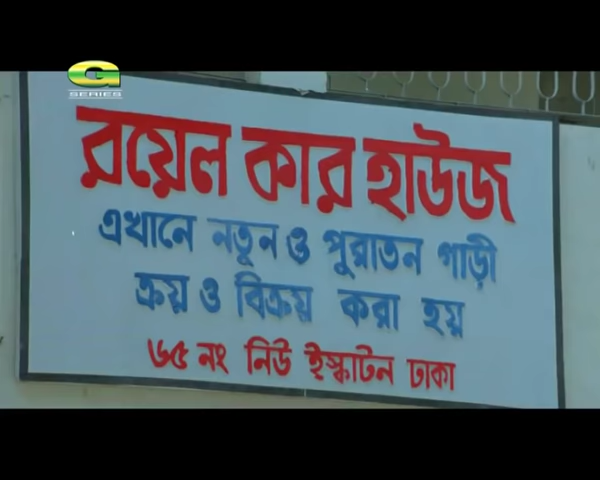 G
SERIES
রয়েল কার হাউজ
এখানে নতুন ও পুরাতন গাড়ী
ক্রয় ও বিক্রয় করা হয়
৬৫ নং নিউ ইস্কাটন ঢাকা